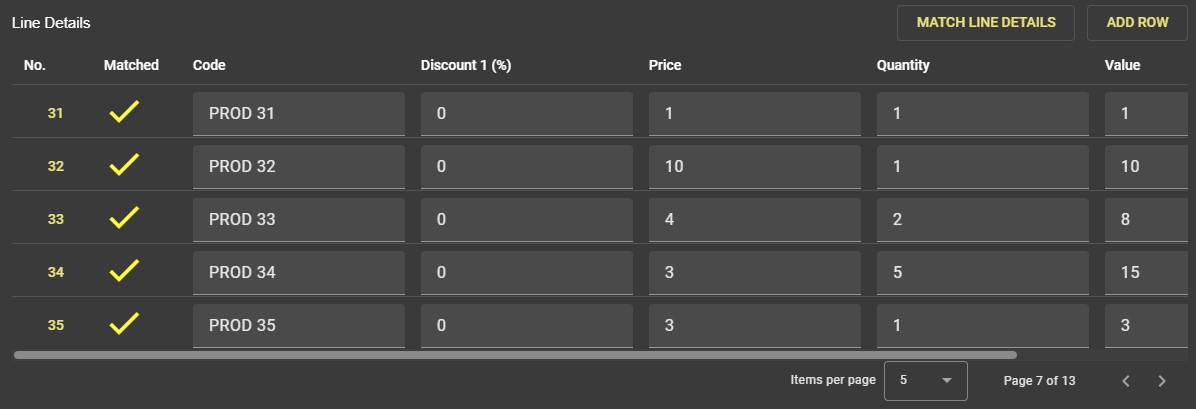 Line Details MATCH LINE DETAILS ADD ROW
No. Matched Code Discount 1 (%) Price Quantity Value
31 PROD 31 0 1 1 1
32 PROD 32 0 10 1 10
33 PROD 33 0 4 2 8
34 PROD 34 0 3 5 15
35 PROD 35 0 3 1 3
Items per page 5 Page 7 of 13